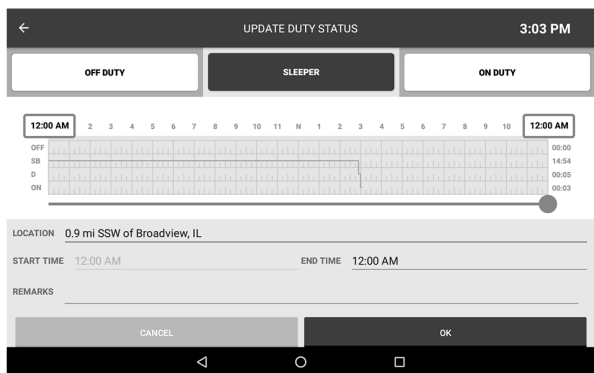 UPDATE DUTY STATUS 3:03 PM
OFF DUTY SLEEPER ON DUTY
12:00 AM 2 3 4 5 6 7 8 9 10 11 N 1 2 3 4 5 6 7 8 9 10 12:00 AM
OFF 00:00
SB 14:54
D 00:05
ON 00:03
LOCATION 0.9 mi SSW of Broadview, IL
START TIME 12:00 AM END TIME 12:00 AM
REMARKS
CANCEL OK